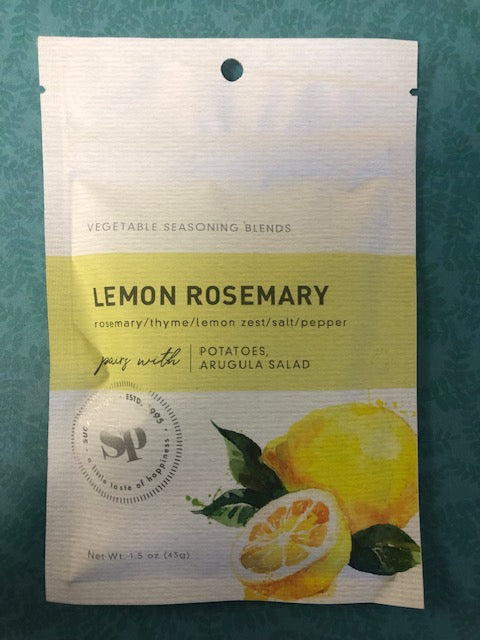 VEGETABLE SEASONING BLENDS
LEMON ROSEMARY
rosemary/thyme/lemon zest/salt/pepper
pairs with
POTATOES,
ARUGULA SALAD
ESTD.
SP
a little taste of happiness
Net Wt. 1.5 oz (43g)